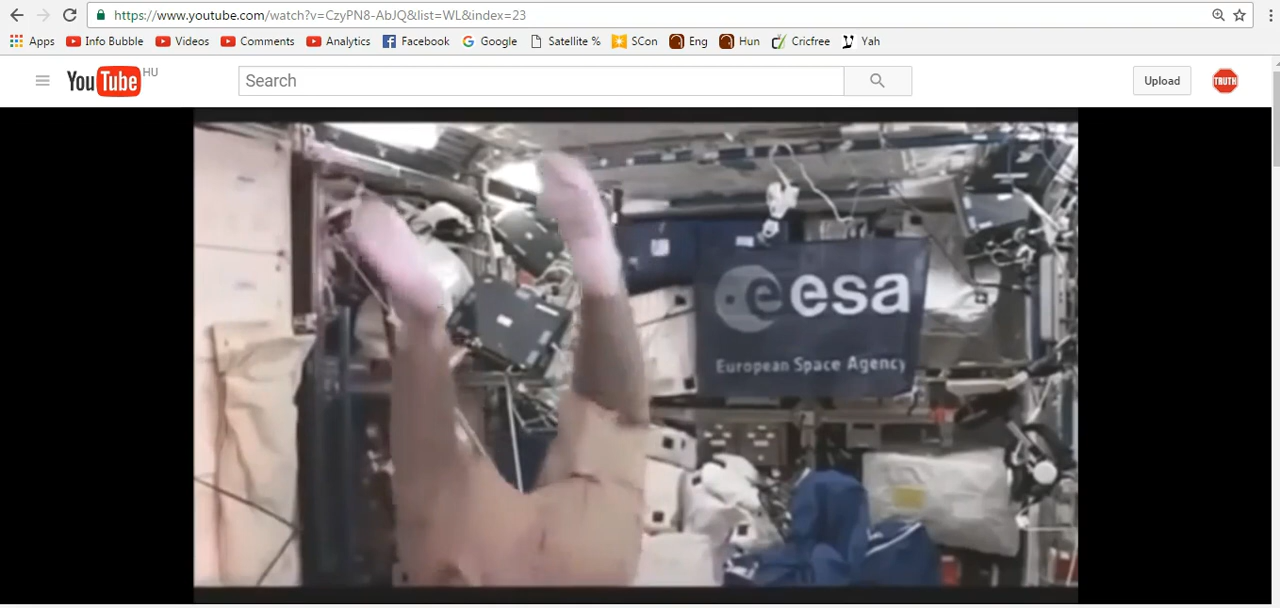 https://www.youtube.com/watch?v=CzyPN8-AbJQ&list=WL&index=23
Apps Info Bubble Videos Comments Analytics Facebook Google Satellite % SCon Eng Hun Cricfree Yah
YouTube HU Search Upload TRUTH
esa
European Space Agency